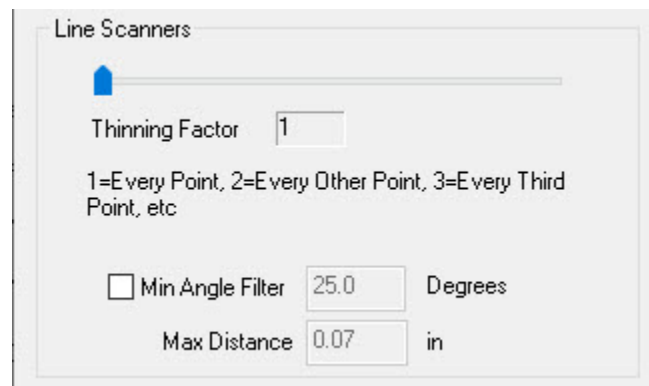 Line Scanners
Thinning Factor 1
1=Every Point, 2=Every Other Point, 3=Every Third
Point, etc
Min Angle Filter 25.0 Degrees
Max Distance 0.07 in